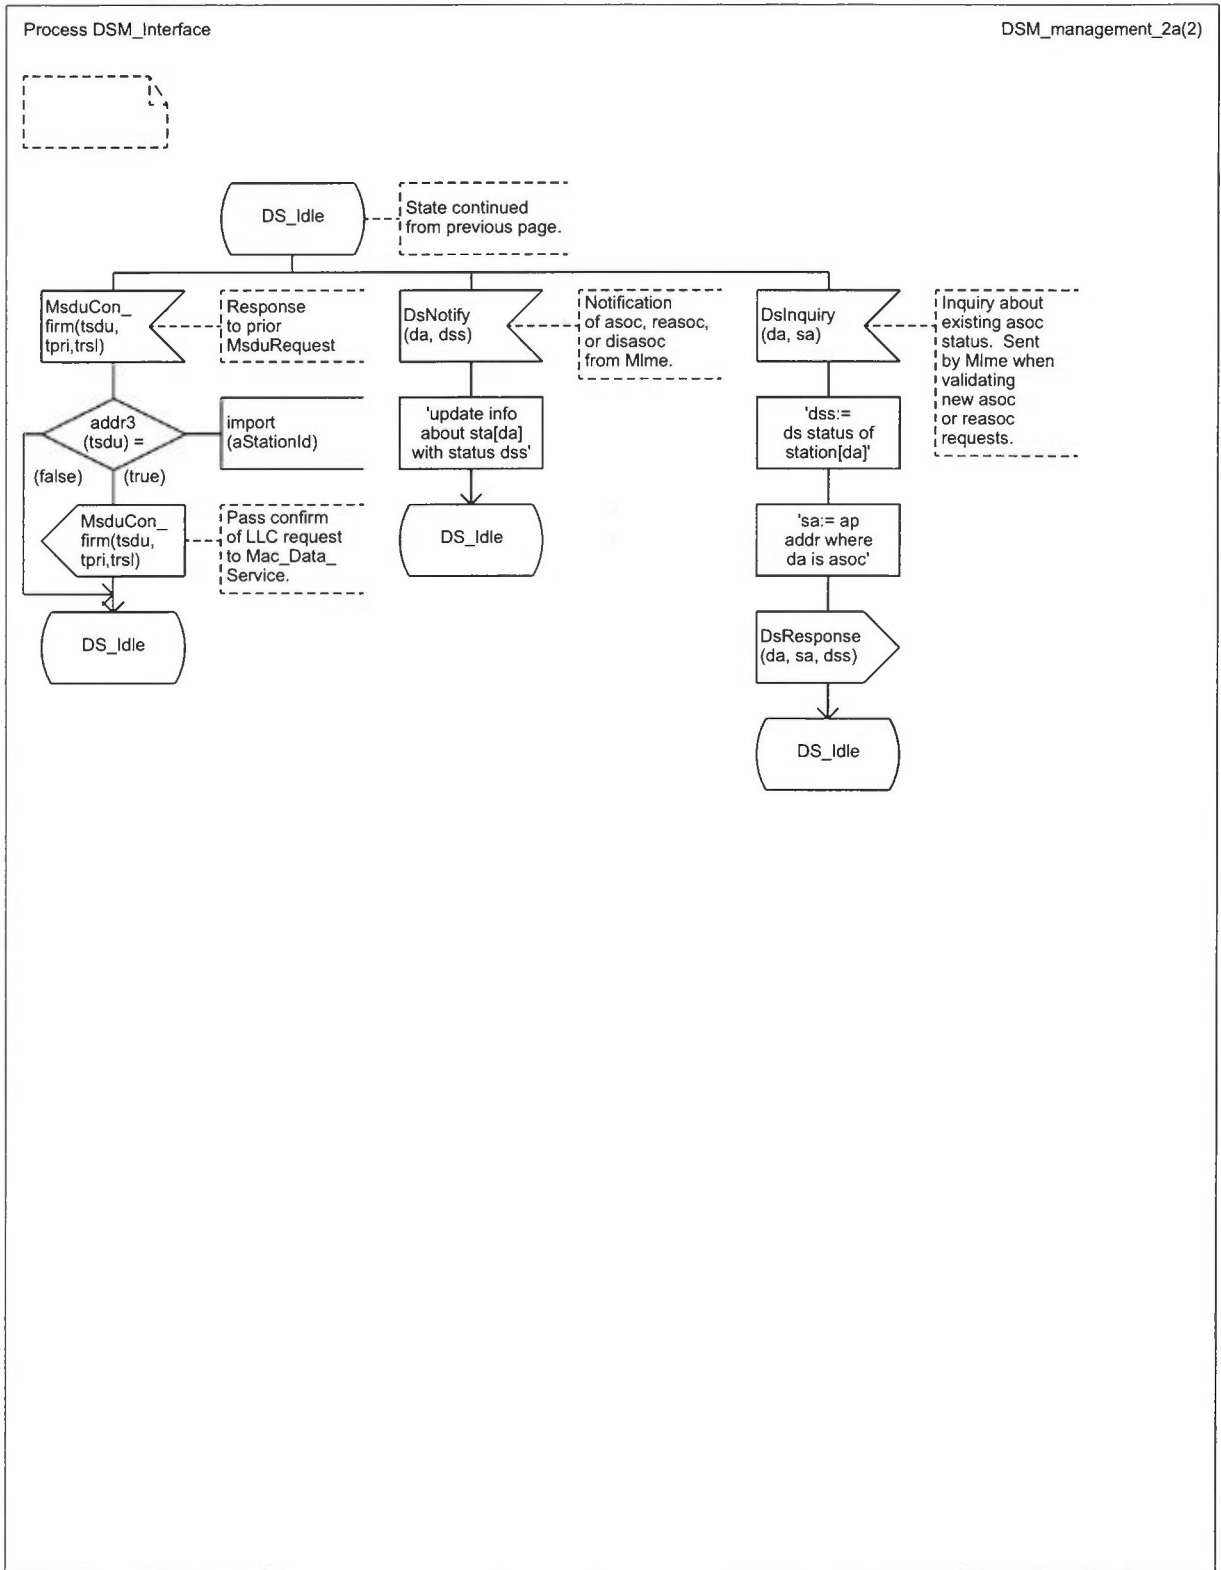 Process DSM_Interface
DSM_management_2a(2)
DS_Idle
State continued
from previous page.
MsduCon_
firm(tsdu,
tpri,trsl)
Response
to prior
MsduRequest
DsNotify
(da, dss)
Notification
of asoc, reasoc,
or disasoc
from Mlme.
DsInquiry
(da, sa)
Inquiry about
existing asoc
status. Sent
by Mlme when
validating
new asoc
or reasoc
requests.
addr3
(tsdu) =
import
(aStationId)
(false)
(true)
MsduCon_
firm(tsdu,
tpri,trsl)
Pass confirm
of LLC request
to Mac_Data_
Service.
DS_Idle
'update info
about sta[da]
with status dss'
DS_Idle
'dss:=
ds status of
station[da]'
'sa:= ap
addr where
da is asoc'
DsResponse
(da, sa, dss)
DS_Idle